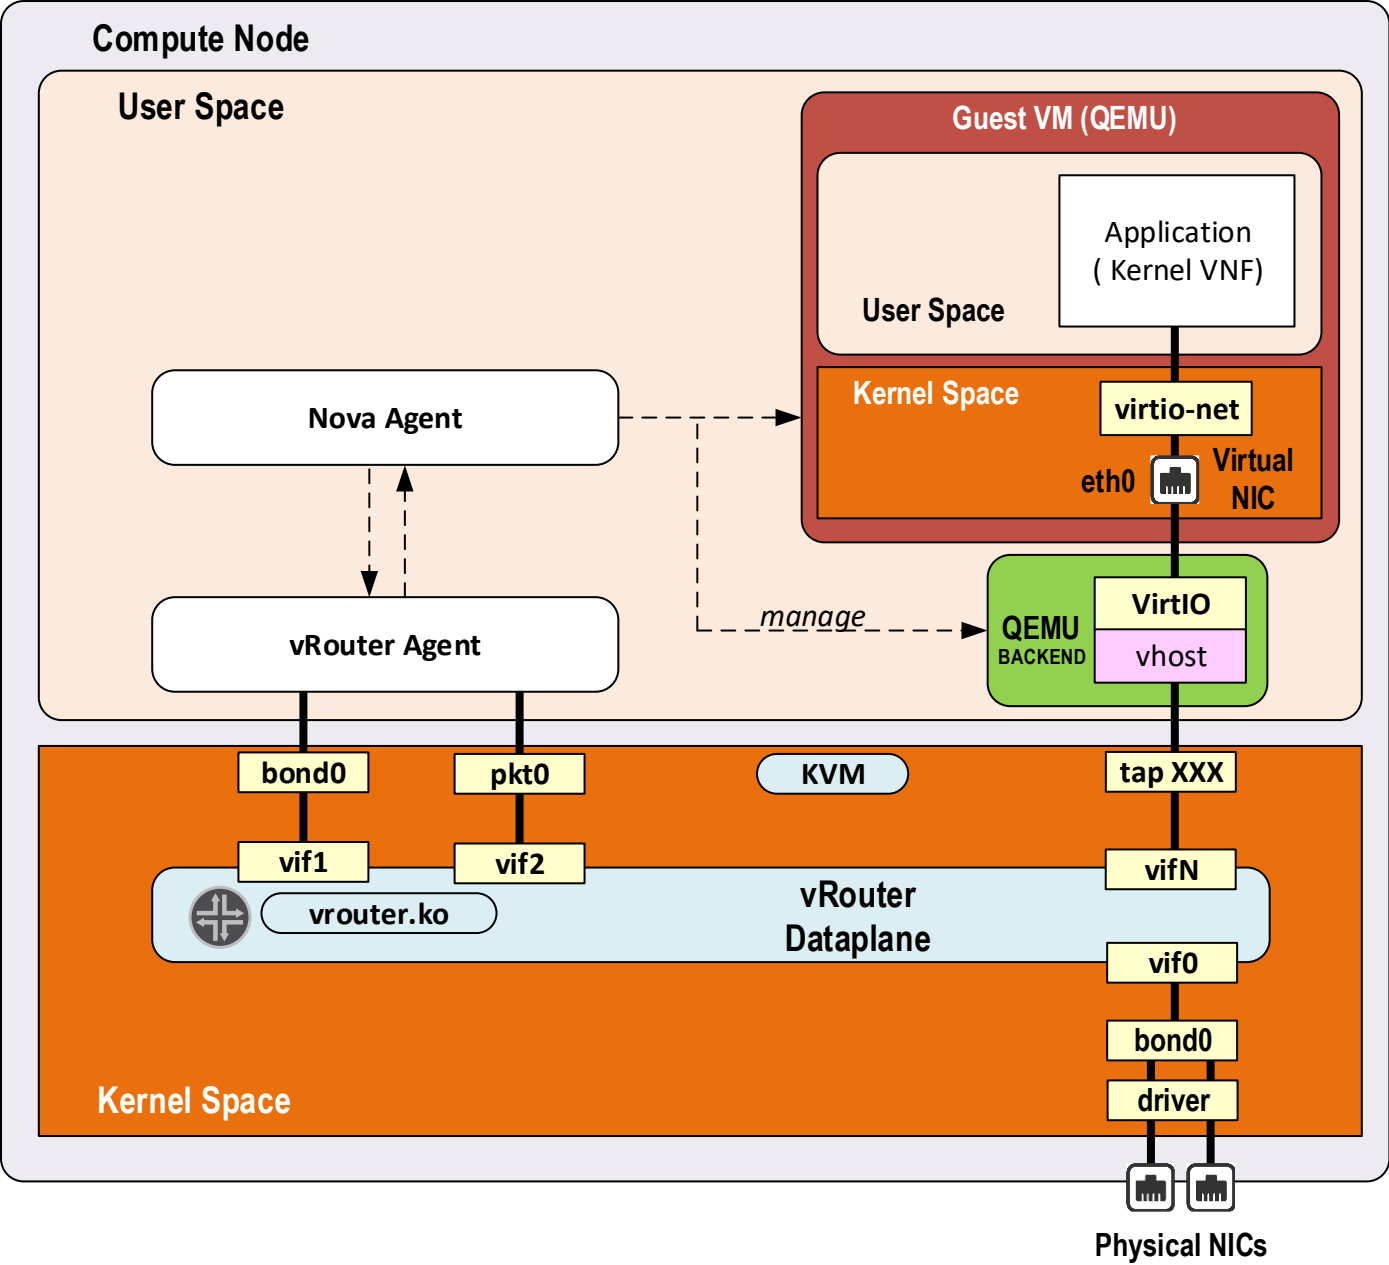 Compute Node
User Space
Guest VM (QEMU)
Application
( Kernel VNF)
User Space
Kernel Space
virtio-net
eth0
Virtual
NIC
Nova Agent
manage
vRouter Agent
QEMU
BACKEND
VirtIO
vhost
bond0
pkt0
KVM
tap XXX
vif1
vif2
vifN
vrouter.ko
vRouter
Dataplane
vif0
bond0
driver
Kernel Space
Physical NICs